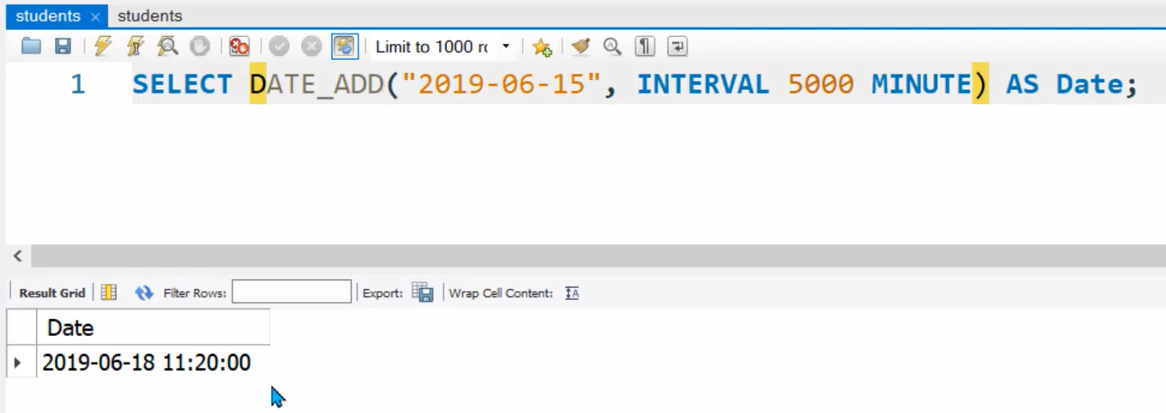 students × students
Limit to 1000 rc
1 SELECT DATE_ADD("2019-06-15", INTERVAL 5000 MINUTE) AS Date;
Result Grid Filter Rows: Export: Wrap Cell Content:
Date
2019-06-18 11:20:00